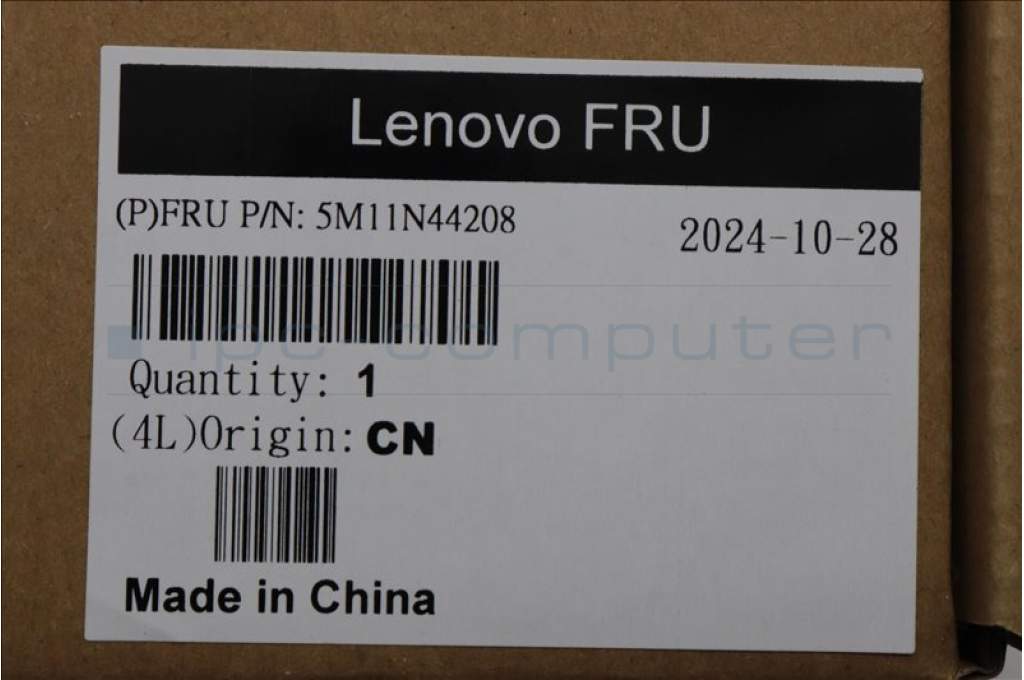 Lenovo FRU
(P)FRU P/N: 5M11N44208
2024-10-28
ipc-computer
Quantity: 1
(4L)Origin: CN
Made in China